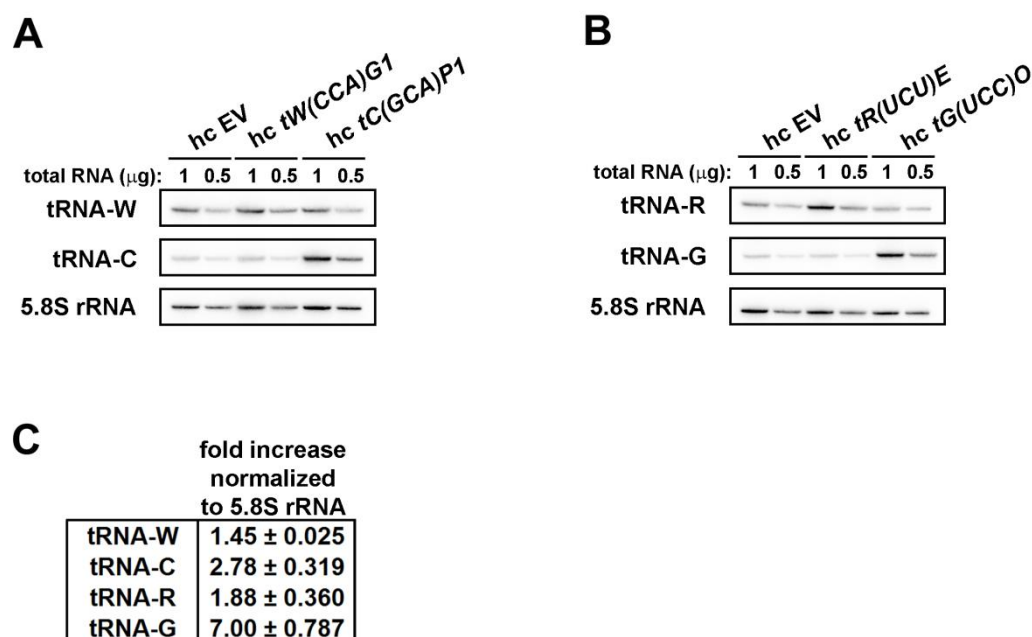 A
hc EV hc tW(CCA)G1 hc tC(GCA)P1
total RNA (μg): 1 0.5 1 0.5 1 0.5
tRNA-W
tRNA-C
5.8S rRNA
B
hc EV hc tR(UCU)E hc tG(UCC)O
total RNA (μg): 1 0.5 1 0.5 1 0.5
tRNA-R
tRNA-G
5.8S rRNA
C
fold increase
normalized
to 5.8S rRNA
tRNA-W 1.45 ± 0.025
tRNA-C 2.78 ± 0.319
tRNA-R 1.88 ± 0.360
tRNA-G 7.00 ± 0.787